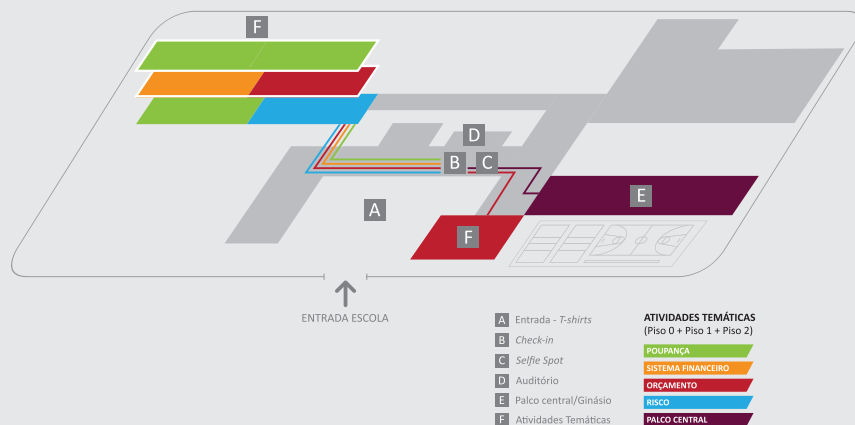 F
D
B
C
A
E
F
ENTRADA ESCOLA
A Entrada - T-shirts
B Check-in
C Selfie Spot
D Auditório
E Palco central/Ginásio
F Atividades Temáticas
ATIVIDADES TEMÁTICAS
(Piso 0 + Piso 1 + Piso 2)
POUPANÇA
SISTEMA FINANCEIRO
ORÇAMENTO
RISCO
PALCO CENTRAL